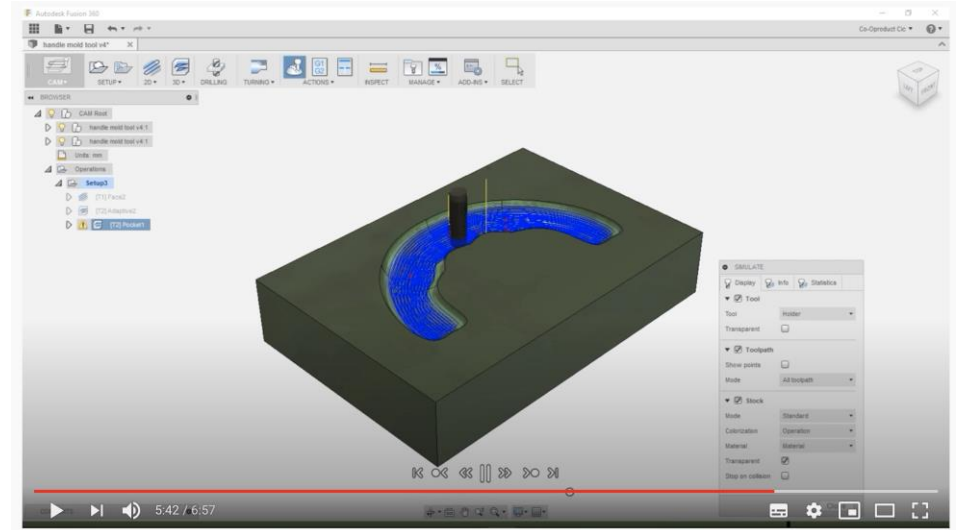 Autodesk Fusion 360
Co-Oproduct Cic
handle mold tool v4*
CAM
SETUP
2D
3D
DRILLING
TURNING
G1
G2
ACTIONS
INSPECT
MANAGE
ADD-INS
SELECT
BROWSER
CAM Root
handle mold tool v4:1
handle mold tool v4:1
Units: mm
Operations
Setup3
[T1] Face2
[T2] Adaptive2
[T2] Pocket1
FRONT
SIMULATE
Display Info Statistics
Tool
Tool Holder
Transparent
Toolpath
Show points
Mode All toolpath
Stock
Mode Standard
Colorization Operation
Material Material
Transparent
Stop on collision
5:42 / 6:57